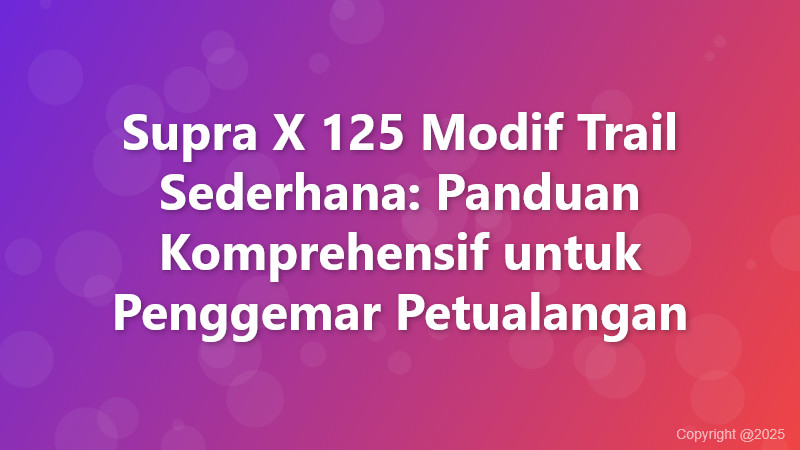 Supra X 125 Modif Trail
Sederhana: Panduan
Komprehensif untuk
Penggemar Petualangan
Copyright @2025